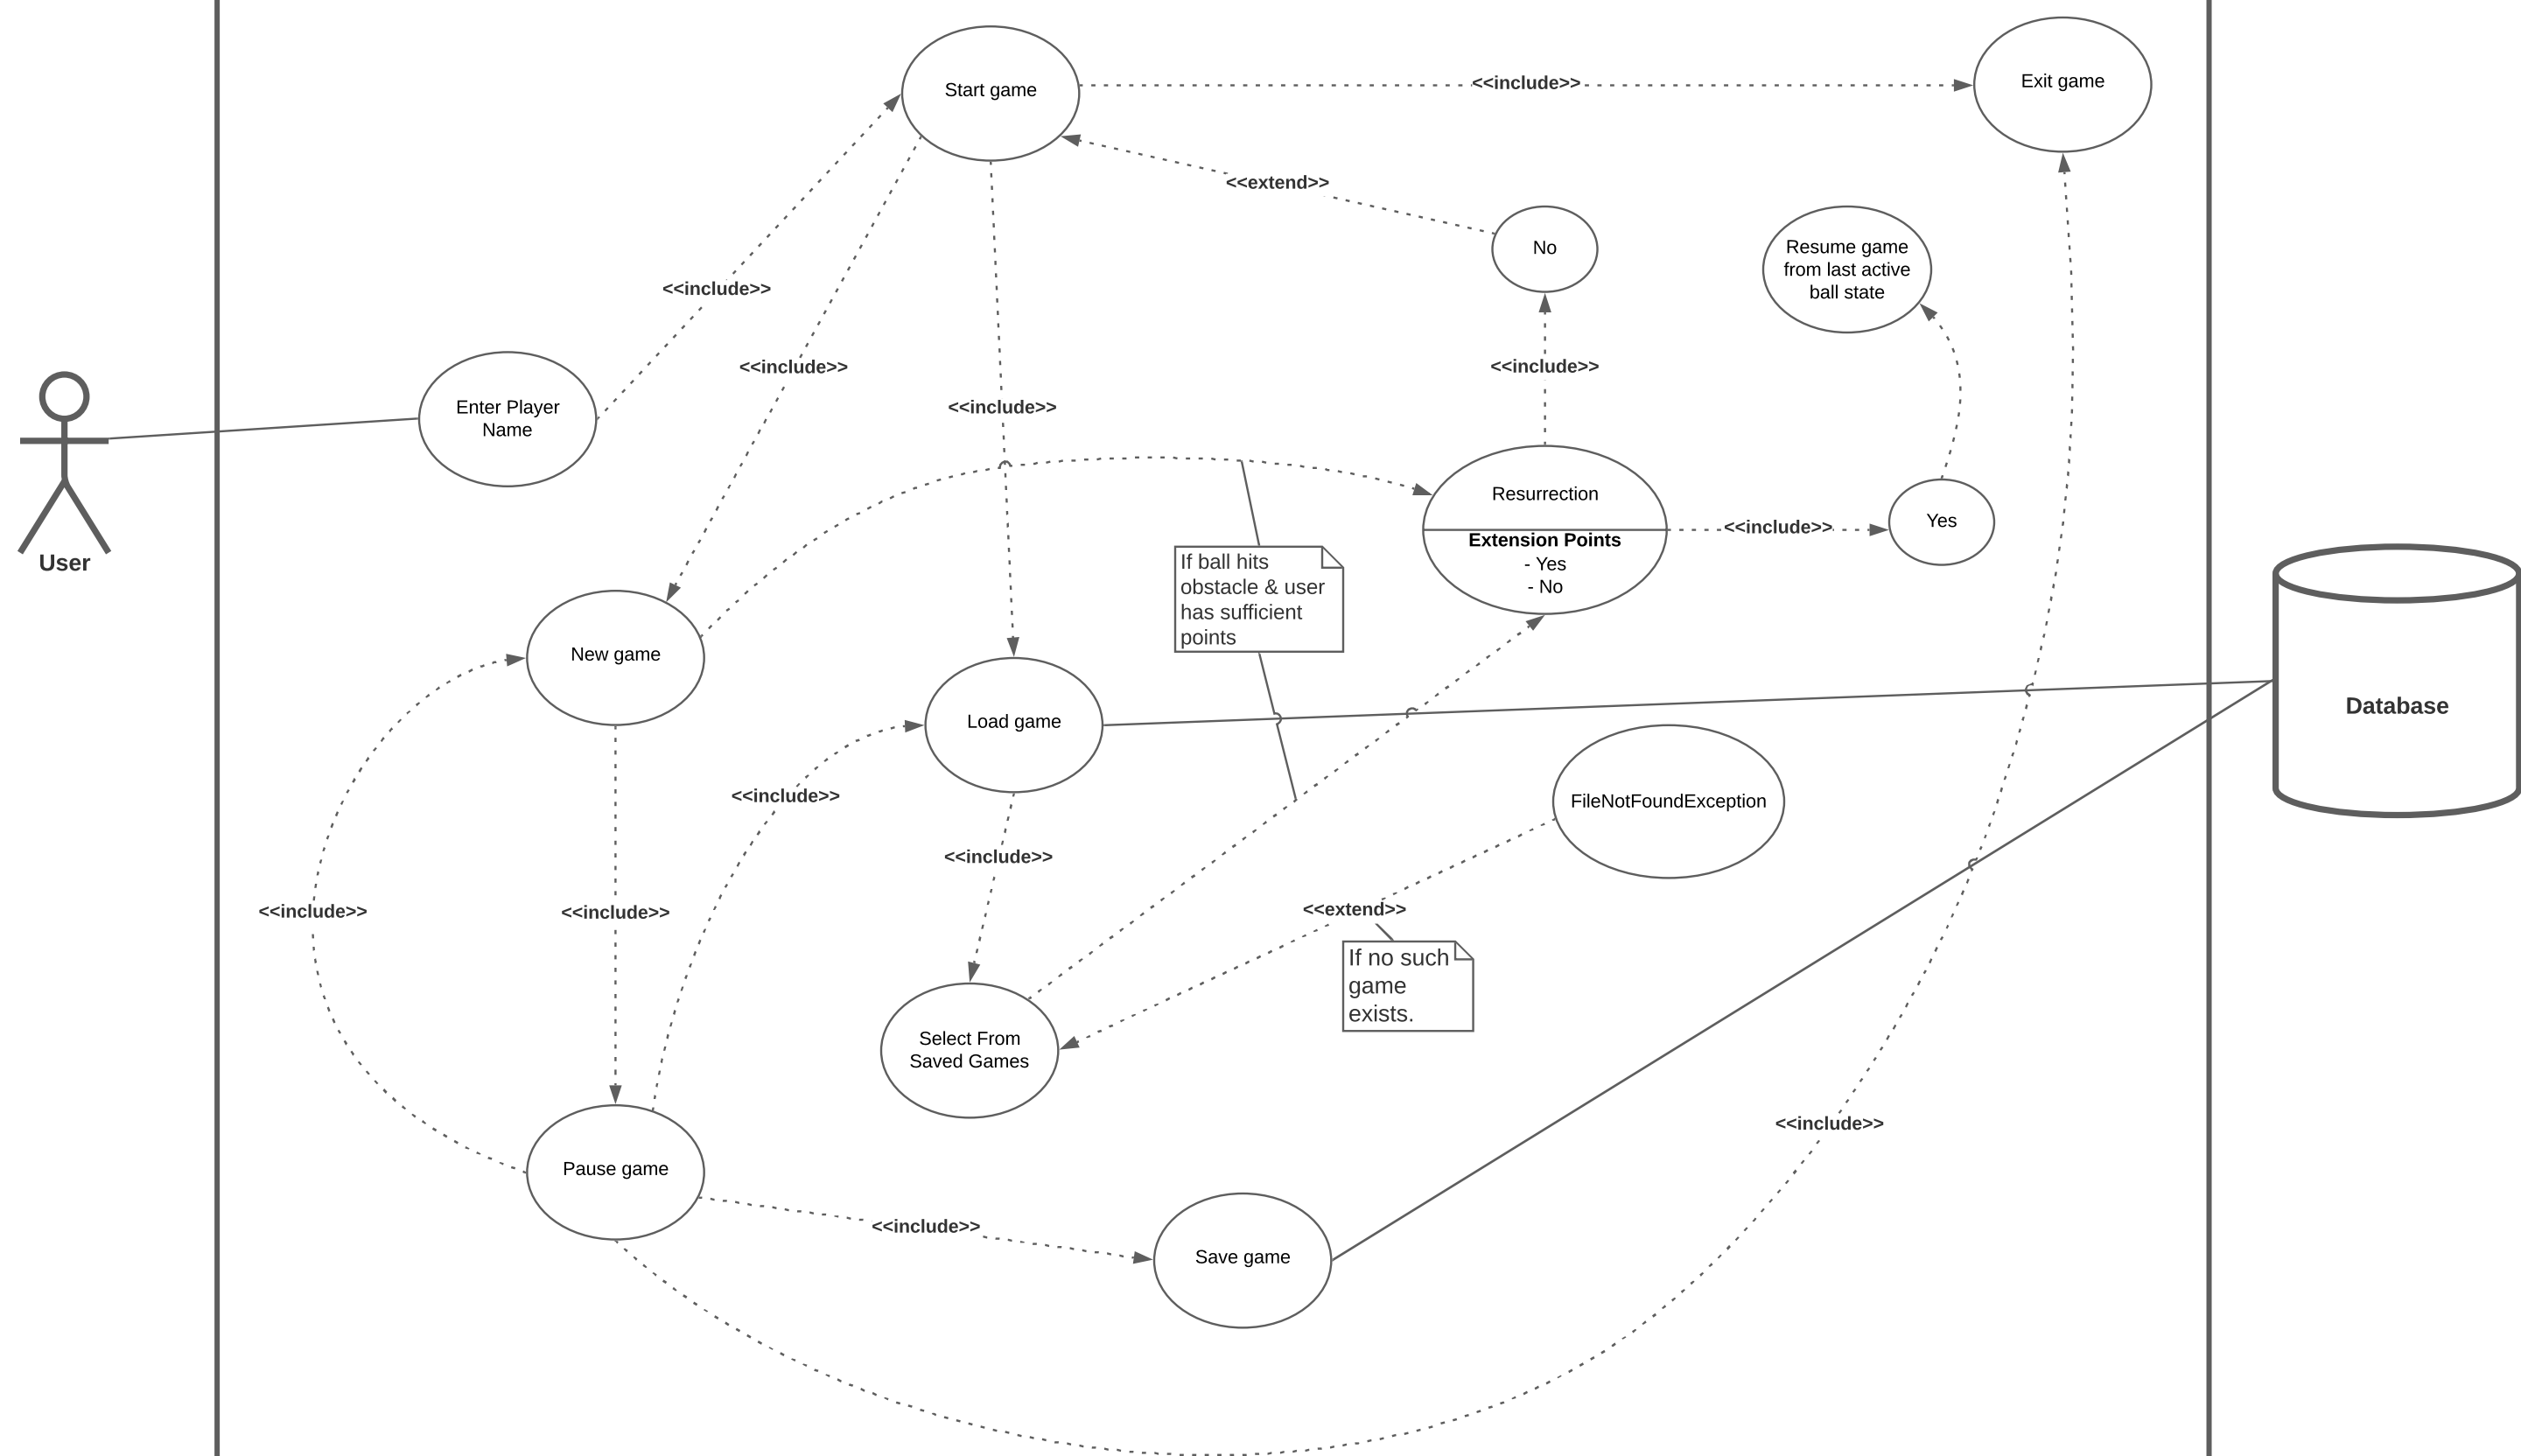 Start game
<<include>>
Exit game
<<extend>>
No
Resume game
from last active
ball state
<<include>>
<<include>>
<<include>>
<<include>>
Enter Player
Name
User
Resurrection
Extension Points
- Yes
- No
<<include>>
Yes
If ball hits
obstacle & user
has sufficient
points
New game
Load game
Database
<<include>>
FileNotFoundException
<<include>>
<<include>>
<<include>>
<<extend>>
If no such
game
exists.
Select From
Saved Games
<<include>>
Pause game
<<include>>
Save game